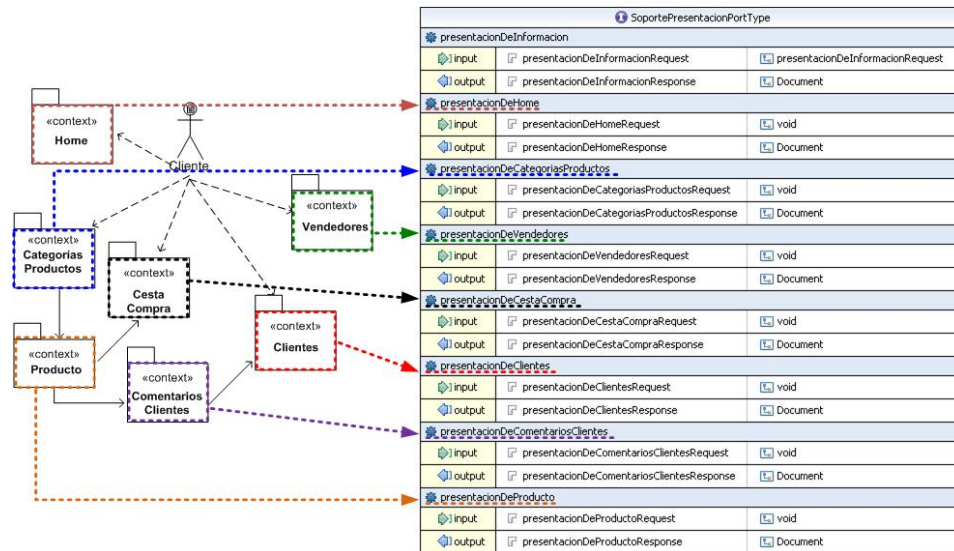 «context»
Home
Cliente
«context»
Categorías
Productos
«context»
Vendedores
«context»
Cesta
Compra
«context»
Clientes
«context»
Producto
«context»
Comentarios
Clientes
SoportePresentacionPortType
presentacionDeInformacion
input presentacionDeInformacionRequest presentacionDeInformacionRequest
output presentacionDeInformacionResponse Document
presentacionDeHome
input presentacionDeHomeRequest void
output presentacionDeHomeResponse Document
presentacionDeCategoriasProductos
input presentacionDeCategoriasProductosRequest void
output presentacionDeCategoriasProductosResponse Document
presentacionDeVendedores
input presentacionDeVendedoresRequest void
output presentacionDeVendedoresResponse Document
presentacionDeCestaCompra
input presentacionDeCestaCompraRequest void
output presentacionDeCestaCompraResponse Document
presentacionDeClientes
input presentacionDeClientesRequest void
output presentacionDeClientesResponse Document
presentacionDeComentariosClientes
input presentacionDeComentariosClientesRequest void
output presentacionDeComentariosClientesResponse Document
presentacionDeProducto
input presentacionDeProductoRequest void
output presentacionDeProductoResponse Document